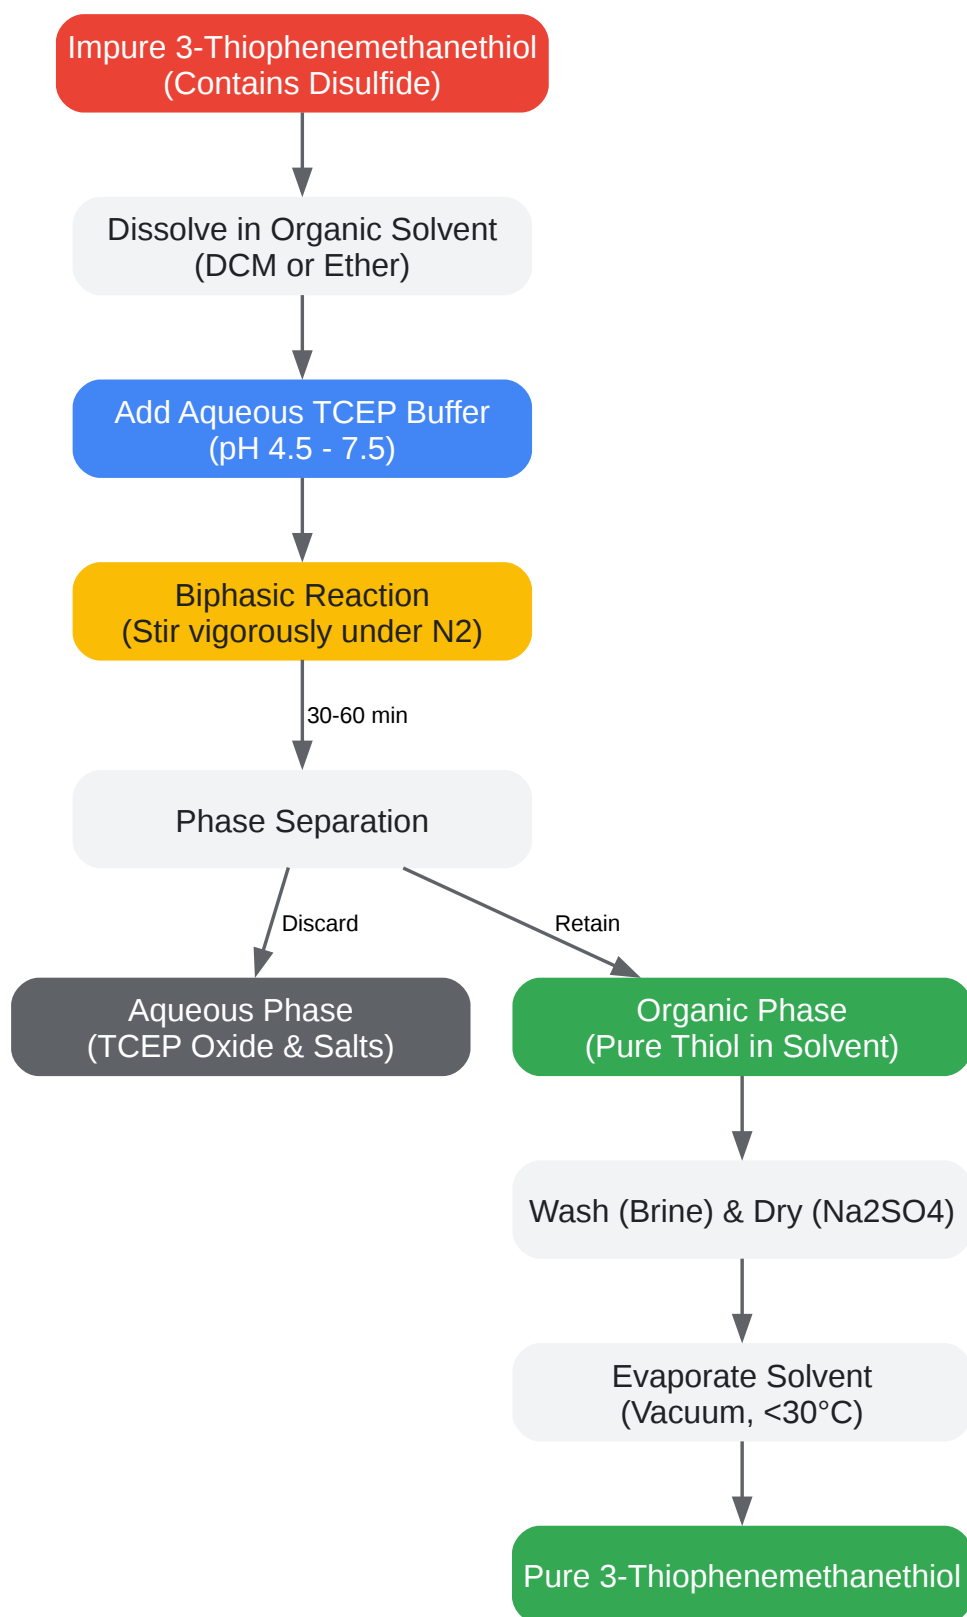 Impure 3-Thiophenemethanethiol
(Contains Disulfide)
Dissolve in Organic Solvent
(DCM or Ether)
Add Aqueous TCEP Buffer
(pH 4.5 - 7.5)
Biphasic Reaction
(Stir vigorously under N2)
30-60 min
Phase Separation
Discard
Retain
Aqueous Phase
(TCEP Oxide & Salts)
Organic Phase
(Pure Thiol in Solvent)
Wash (Brine) & Dry (Na2SO4)
Evaporate Solvent
(Vacuum, <30°C)
Pure 3-Thiophenemethanethiol